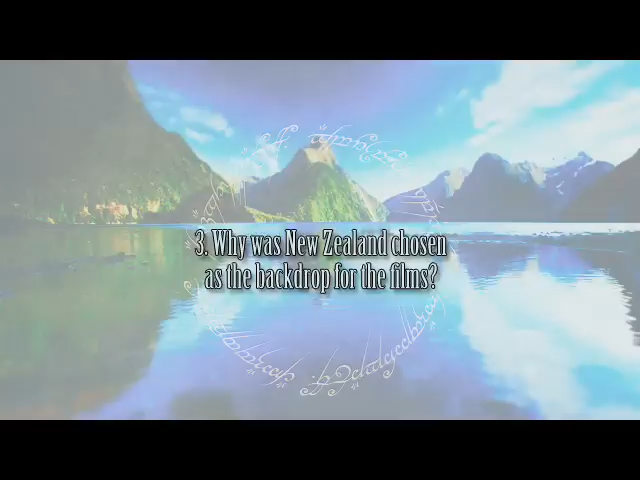 3. Why was New Zealand chosen
as the backdrop for the films?